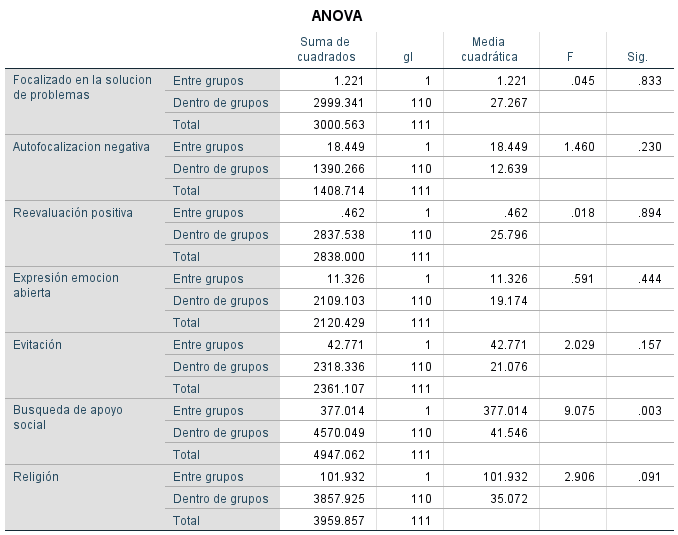 ANOVA
Suma de cuadrados gl Media cuadrática F Sig.
Focalizado en la solucion de problemas Entre grupos 1.221 1 1.221 .045 .833
Dentro de grupos 2999.341 110 27.267
Total 3000.563 111
Autofocalizacion negativa Entre grupos 18.449 1 18.449 1.460 .230
Dentro de grupos 1390.266 110 12.639
Total 1408.714 111
Reevaluación positiva Entre grupos .462 1 .462 .018 .894
Dentro de grupos 2837.538 110 25.796
Total 2838.000 111
Expresión emocion abierta Entre grupos 11.326 1 11.326 .591 .444
Dentro de grupos 2109.103 110 19.174
Total 2120.429 111
Evitación Entre grupos 42.771 1 42.771 2.029 .157
Dentro de grupos 2318.336 110 21.076
Total 2361.107 111
Busqueda de apoyo social Entre grupos 377.014 1 377.014 9.075 .003
Dentro de grupos 4570.049 110 41.546
Total 4947.062 111
Religión Entre grupos 101.932 1 101.932 2.906 .091
Dentro de grupos 3857.925 110 35.072
Total 3959.857 111